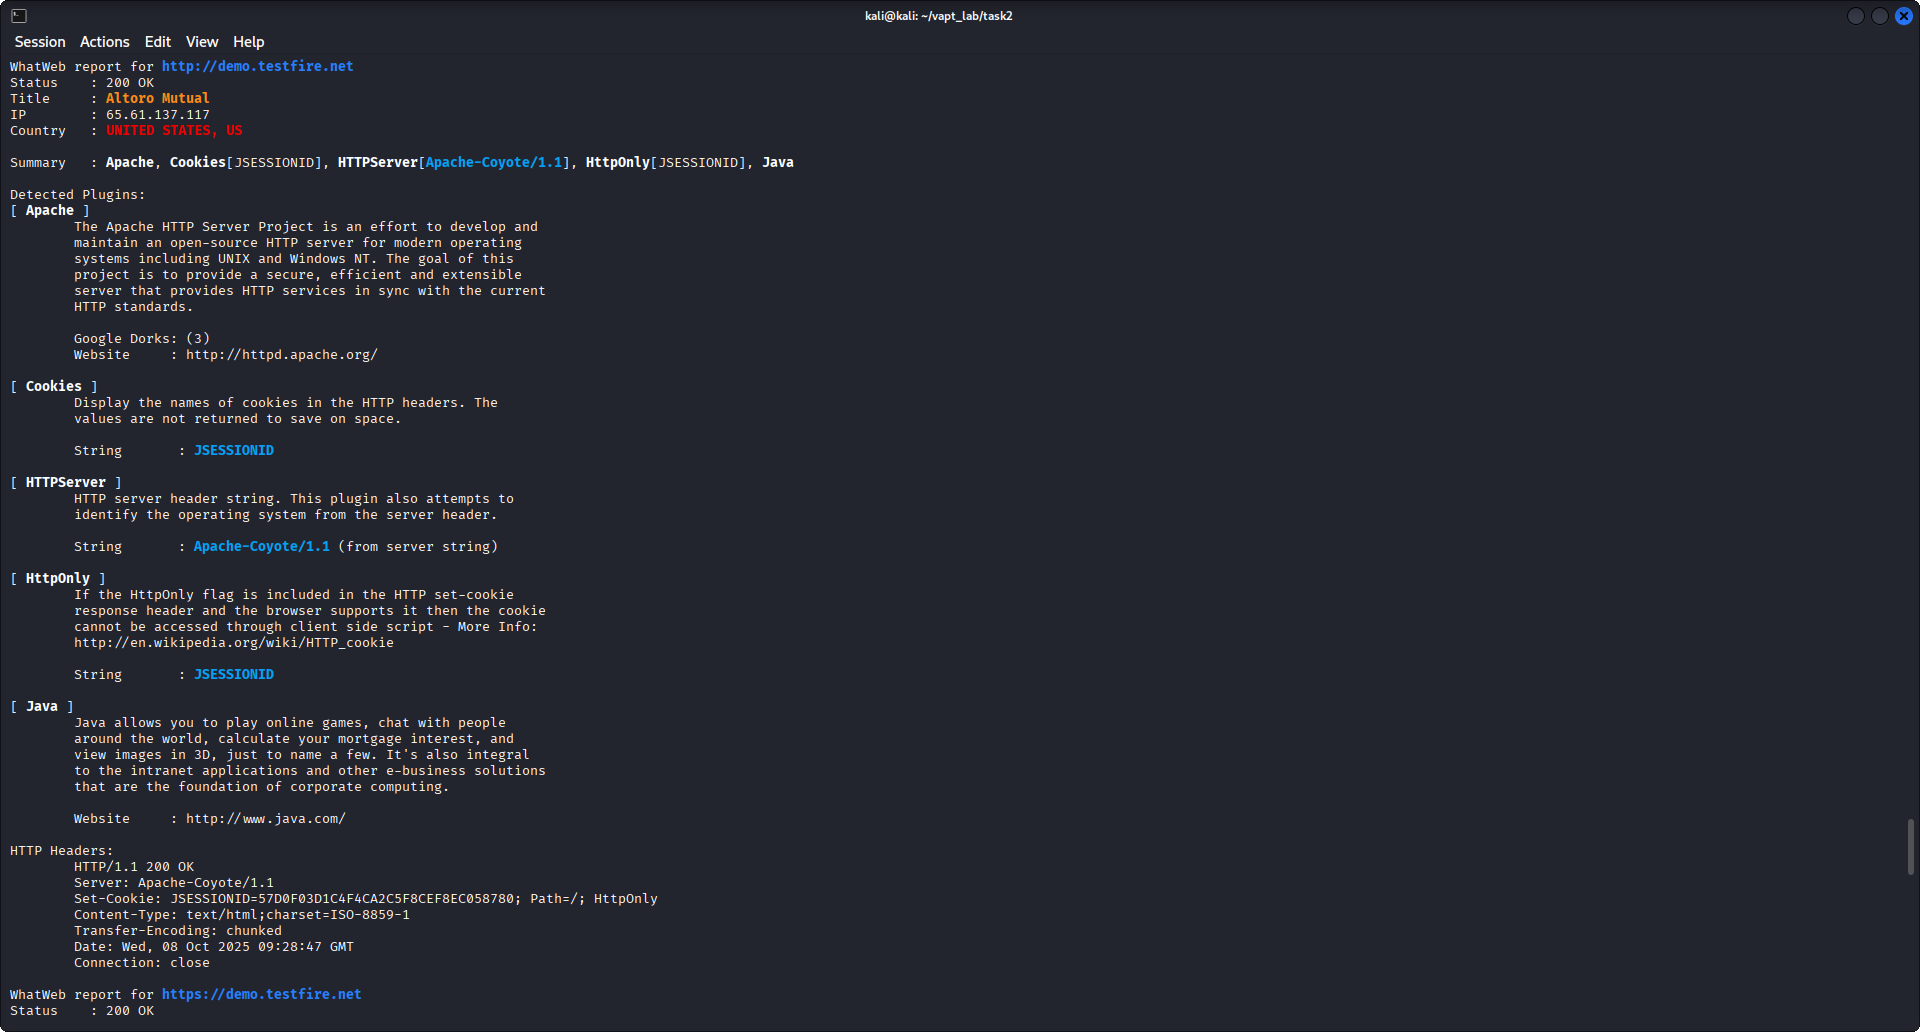 kali@kali: ~/vapt_lab/task2
Session Actions Edit View Help
WhatWeb report for http://demo.testfire.net
Status    : 200 OK
Title     : Altoro Mutual
IP        : 65.61.137.117
Country   : UNITED STATES, US
Summary   : Apache, Cookies[JSESSIONID], HTTPServer[Apache-Coyote/1.1], HttpOnly[JSESSIONID], Java
Detected Plugins:
[ Apache ]
The Apache HTTP Server Project is an effort to develop and
maintain an open-source HTTP server for modern operating
systems including UNIX and Windows NT. The goal of this
project is to provide a secure, efficient and extensible
server that provides HTTP services in sync with the current
HTTP standards.
Google Dorks: (3)
Website     : http://httpd.apache.org/
[ Cookies ]
Display the names of cookies in the HTTP headers. The
values are not returned to save on space.
String       : JSESSIONID
[ HTTPServer ]
HTTP server header string. This plugin also attempts to
identify the operating system from the server header.
String       : Apache-Coyote/1.1 (from server string)
[ HttpOnly ]
If the HttpOnly flag is included in the HTTP set-cookie
response header and the browser supports it then the cookie
cannot be accessed through client side script - More Info:
http://en.wikipedia.org/wiki/HTTP_cookie
String       : JSESSIONID
[ Java ]
Java allows you to play online games, chat with people
around the world, calculate your mortgage interest, and
view images in 3D, just to name a few. It's also integral
to the intranet applications and other e-business solutions
that are the foundation of corporate computing.
Website     : http://www.java.com/
HTTP Headers:
HTTP/1.1 200 OK
Server: Apache-Coyote/1.1
Set-Cookie: JSESSIONID=57D0F03D1C4F4CA2C5F8CEF8EC058780; Path=/; HttpOnly
Content-Type: text/html;charset=ISO-8859-1
Transfer-Encoding: chunked
Date: Wed, 08 Oct 2025 09:28:47 GMT
Connection: close
WhatWeb report for https://demo.testfire.net
Status    : 200 OK